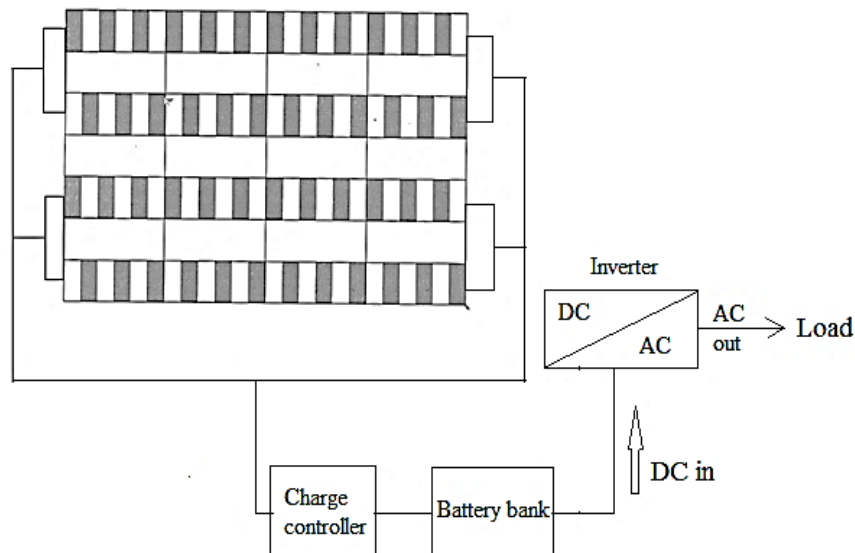 Inverter
DC
AC
AC
out
Load
DC in
Charge
controller
Battery bank